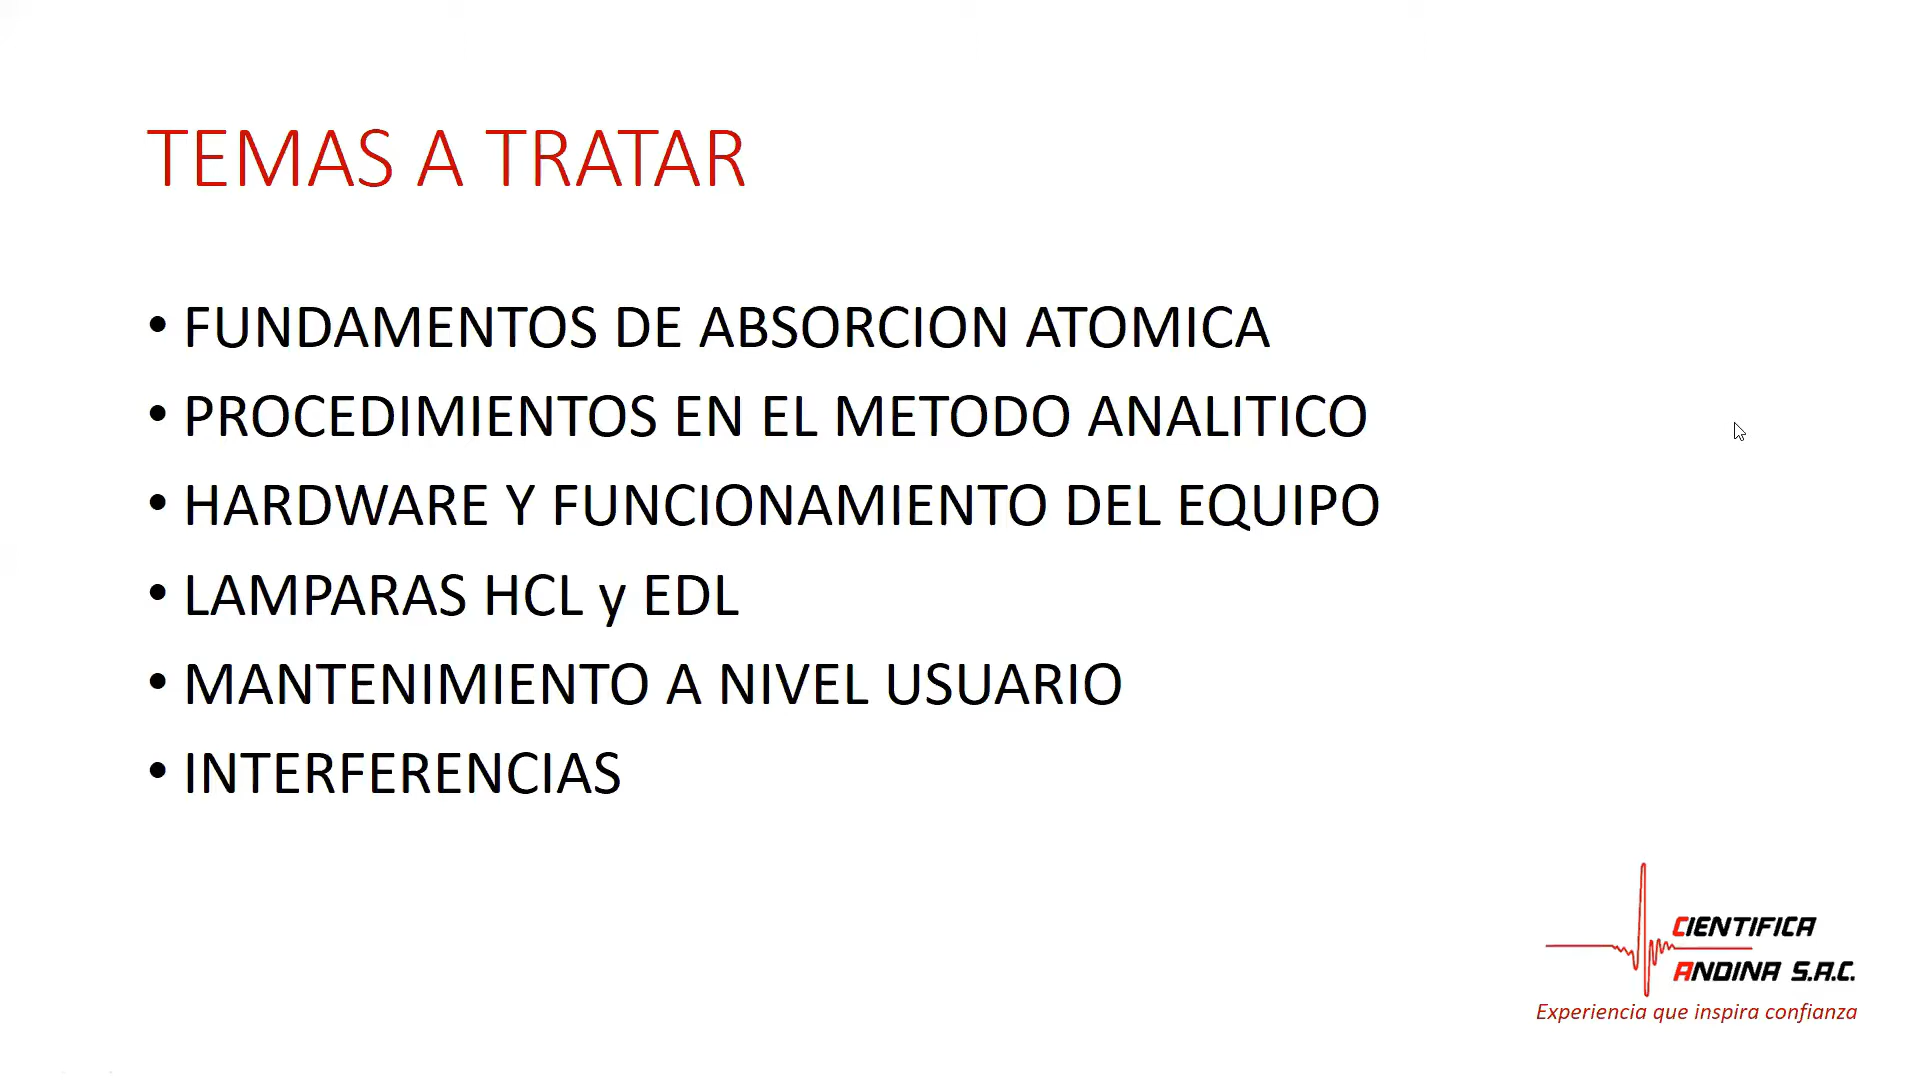 TEMAS A TRATAR
• FUNDAMENTOS DE ABSORCION ATOMICA
• PROCEDIMIENTOS EN EL METODO ANALITICO
• HARDWARE Y FUNCIONAMIENTO DEL EQUIPO
• LAMPARAS HCL y EDL
• MANTENIMIENTO A NIVEL USUARIO
• INTERFERENCIAS
CIENTIFICA
ANDINA S.A.C.
Experiencia que inspira confianza